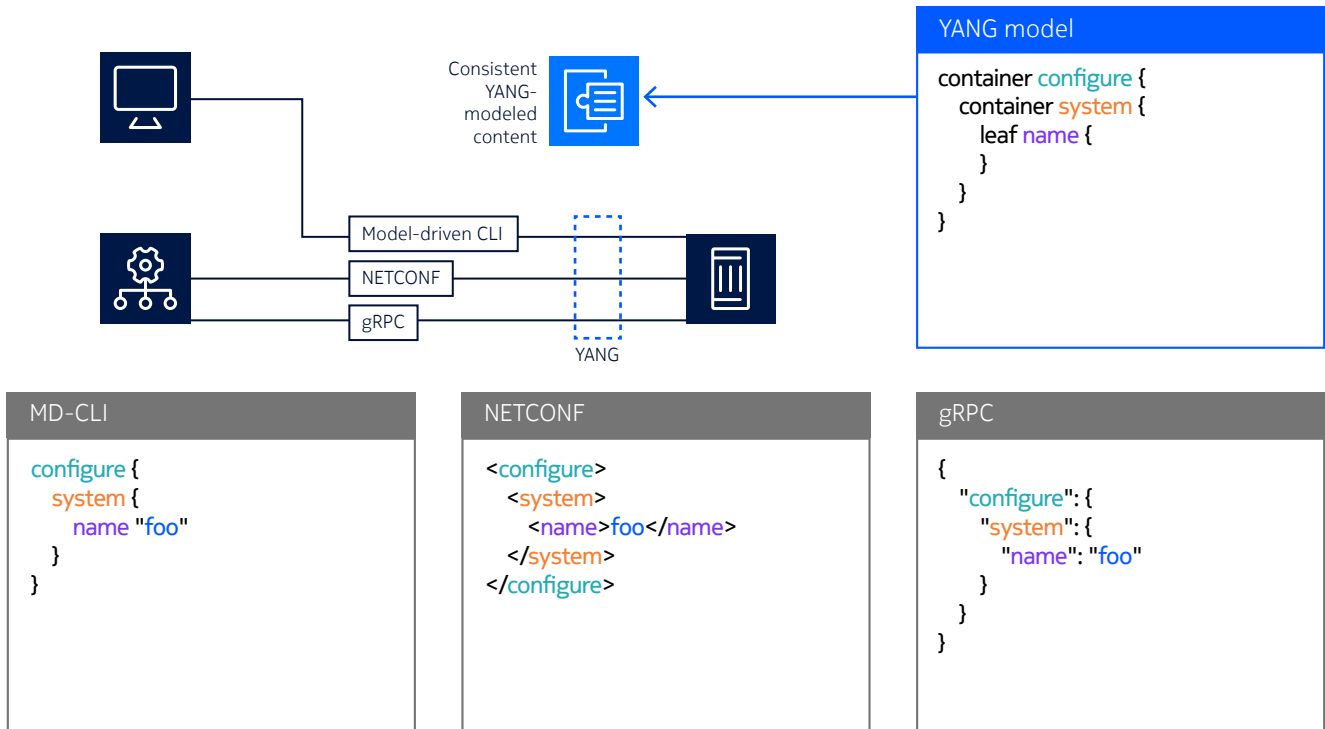 YANG model
container configure {
container system {
leaf name {
}
}
}
Consistent
YANG-
modeled
content
Model-driven CLI
NETCONF
gRPC
YANG
MD-CLI
configure {
system {
name "foo"
}
}
NETCONF
<configure>
<system>
<name>foo</name>
</system>
</configure>
gRPC
{
"configure": {
"system": {
"name": "foo"
}
}
}